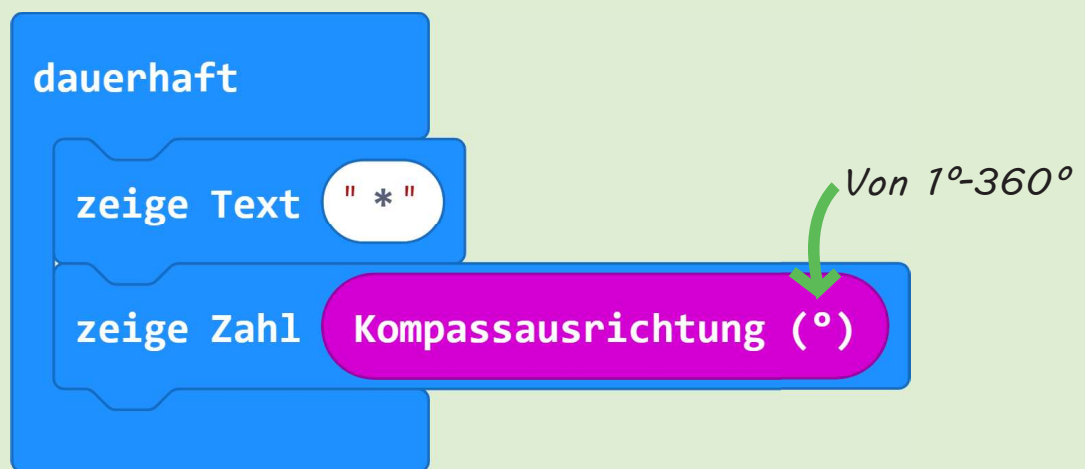 dauerhaft
zeige Text "*"
Von 1º-360º
zeige Zahl Kompassausrichtung (º)